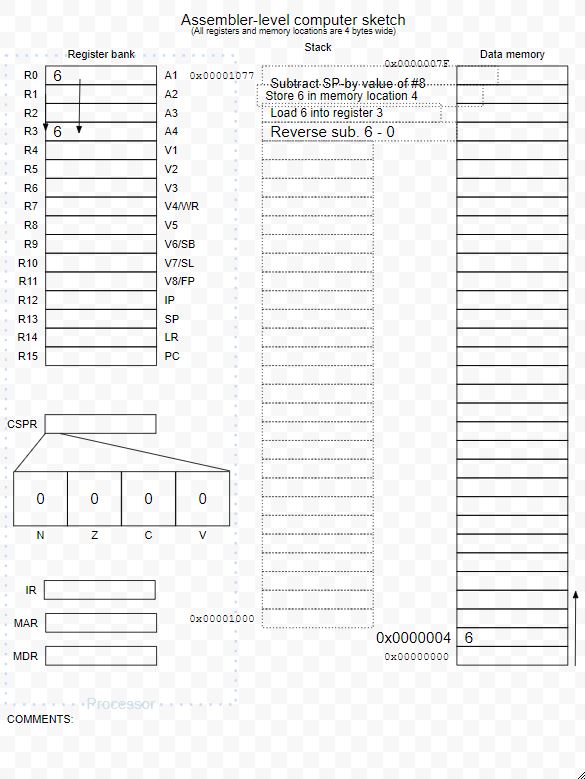 Assembler-level computer sketch
(All registers and memory locations are 4 bytes wide)
Register bank
Stack
Data memory
0x0000007F
R0 6 A1 0x00001077
Subtract SP-by value of #8
R1 A2 Store 6 in memory location 4
R2 A3 Load 6 into register 3
R3 6 A4 Reverse sub. 6 - 0
R4 V1
R5 V2
R6 V3
R7 V4/WR
R8 V5
R9 V6/SB
R10 V7/SL
R11 V8/FP
R12 IP
R13 SP
R14 LR
R15 PC
CSPR
0 0 0 0
N Z C V
IR
MAR 0x00001000
0x0000004 6
MDR 0x00000000
Processor
COMMENTS: